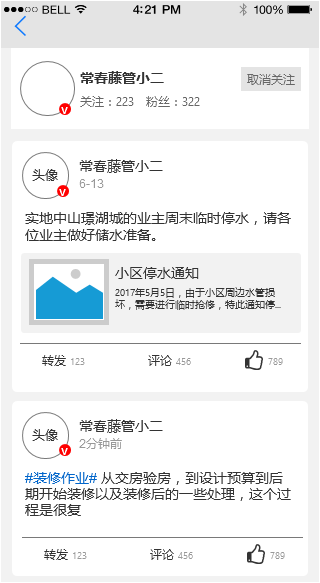 BELL 4:21 PM 100%
常春藤管小二
关注：223 粉丝：322
取消关注
V
头像
常春藤管小二
6-13
V
实地中山璟湖城的业主周末临时停水，请各
位业主做好储水准备。
小区停水通知
2017年5月5日，由于小区周边水管损
坏，需要进行临时抢修，特此通知停...
转发 123 评论 456 789
头像
常春藤管小二
2分钟前
V
#装修作业# 从交房验房，到设计预算到后
期开始装修以及装修后的一些处理，这个过
程是很复
转发 123 评论 456 789